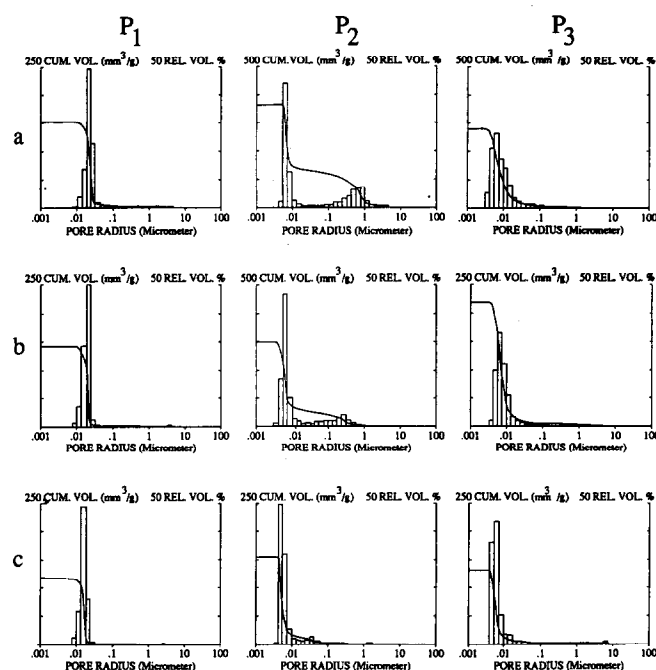 P1 P2 P3
250 CUM. VOL. (mm3/g) 50 REL. VOL. %
500 CUM. VOL. (mm3/g) 50 REL. VOL. %
500 CUM. VOL. (mm3/g) 50 REL. VOL. %
a
.001 .01 .1 1 10 100
.001 .01 .1 1 10 100
.001 .01 .1 1 10 100
PORE RADIUS (Micrometer)
PORE RADIUS (Micrometer)
PORE RADIUS (Micrometer)
250 CUM. VOL. (mm3/g) 50 REL. VOL. %
500 CUM. VOL. (mm3/g) 50 REL. VOL. %
250 CUM. VOL. (mm3/g) 50 REL. VOL. %
b
.001 .01 .1 1 10 100
.001 .01 .1 1 10 100
.001 .01 .1 1 10 100
PORE RADIUS (Micrometer)
PORE RADIUS (Micrometer)
PORE RADIUS (Micrometer)
250 CUM. VOL. (mm3/g) 50 REL. VOL. %
250 CUM. VOL. (mm3/g) 50 REL. VOL. %
250 CUM. VOL. (mm3/g) 50 REL. VOL. %
c
.001 .01 .1 1 10 100
.001 .01 .1 1 10 100
.001 .01 .1 1 10 100
PORE RADIUS (Micrometer)
PORE RADIUS (Micrometer)
PORE RADIUS (Micrometer)